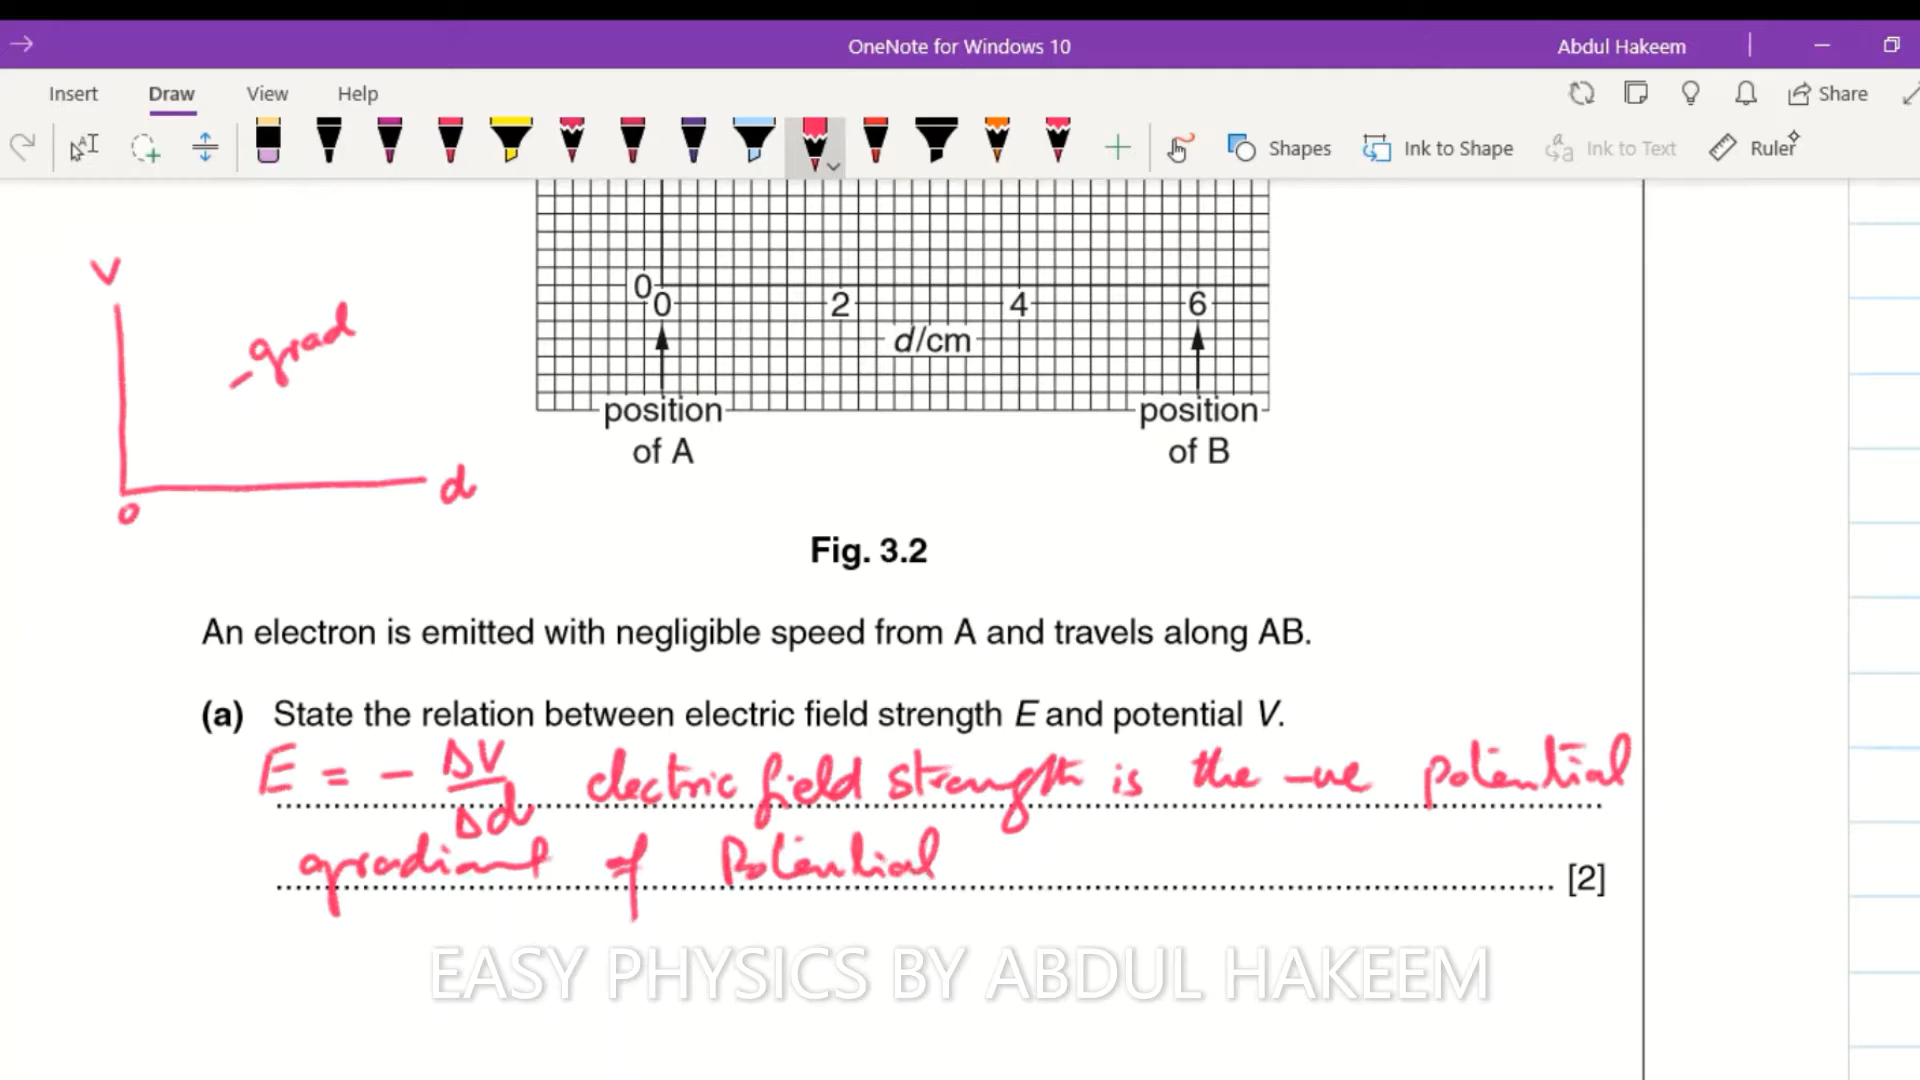 OneNote for Windows 10
Abdul Hakeem
Insert Draw View Help
Share
Shapes Ink to Shape Ink to Text Ruler
V
-grad
d
0
0
0 2 4 6
d/cm
position of A
position of B
Fig. 3.2
An electron is emitted with negligible speed from A and travels along AB.
(a) State the relation between electric field strength E and potential V.
E = - ΔV/Δd electric field strength is the -ve potential
gradient of Potential
[2]
EASY PHYSICS BY ABDUL HAKEEM